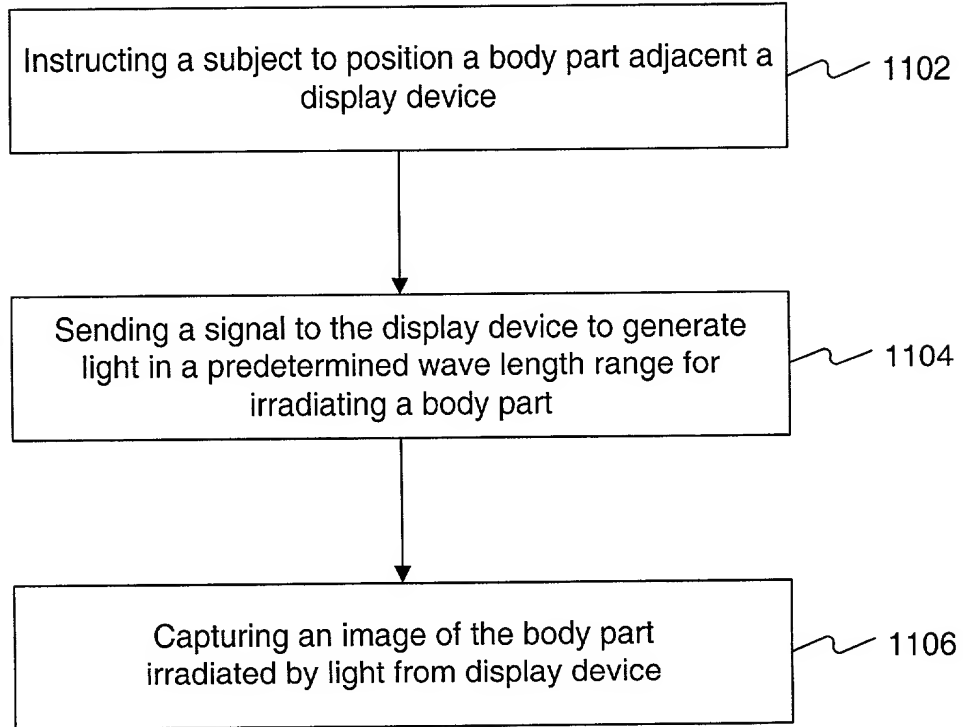 Instructing a subject to position a body part adjacent a
display device
1102
Sending a signal to the display device to generate
light in a predetermined wave length range for
irradiating a body part
1104
Capturing an image of the body part
irradiated by light from display device
1106